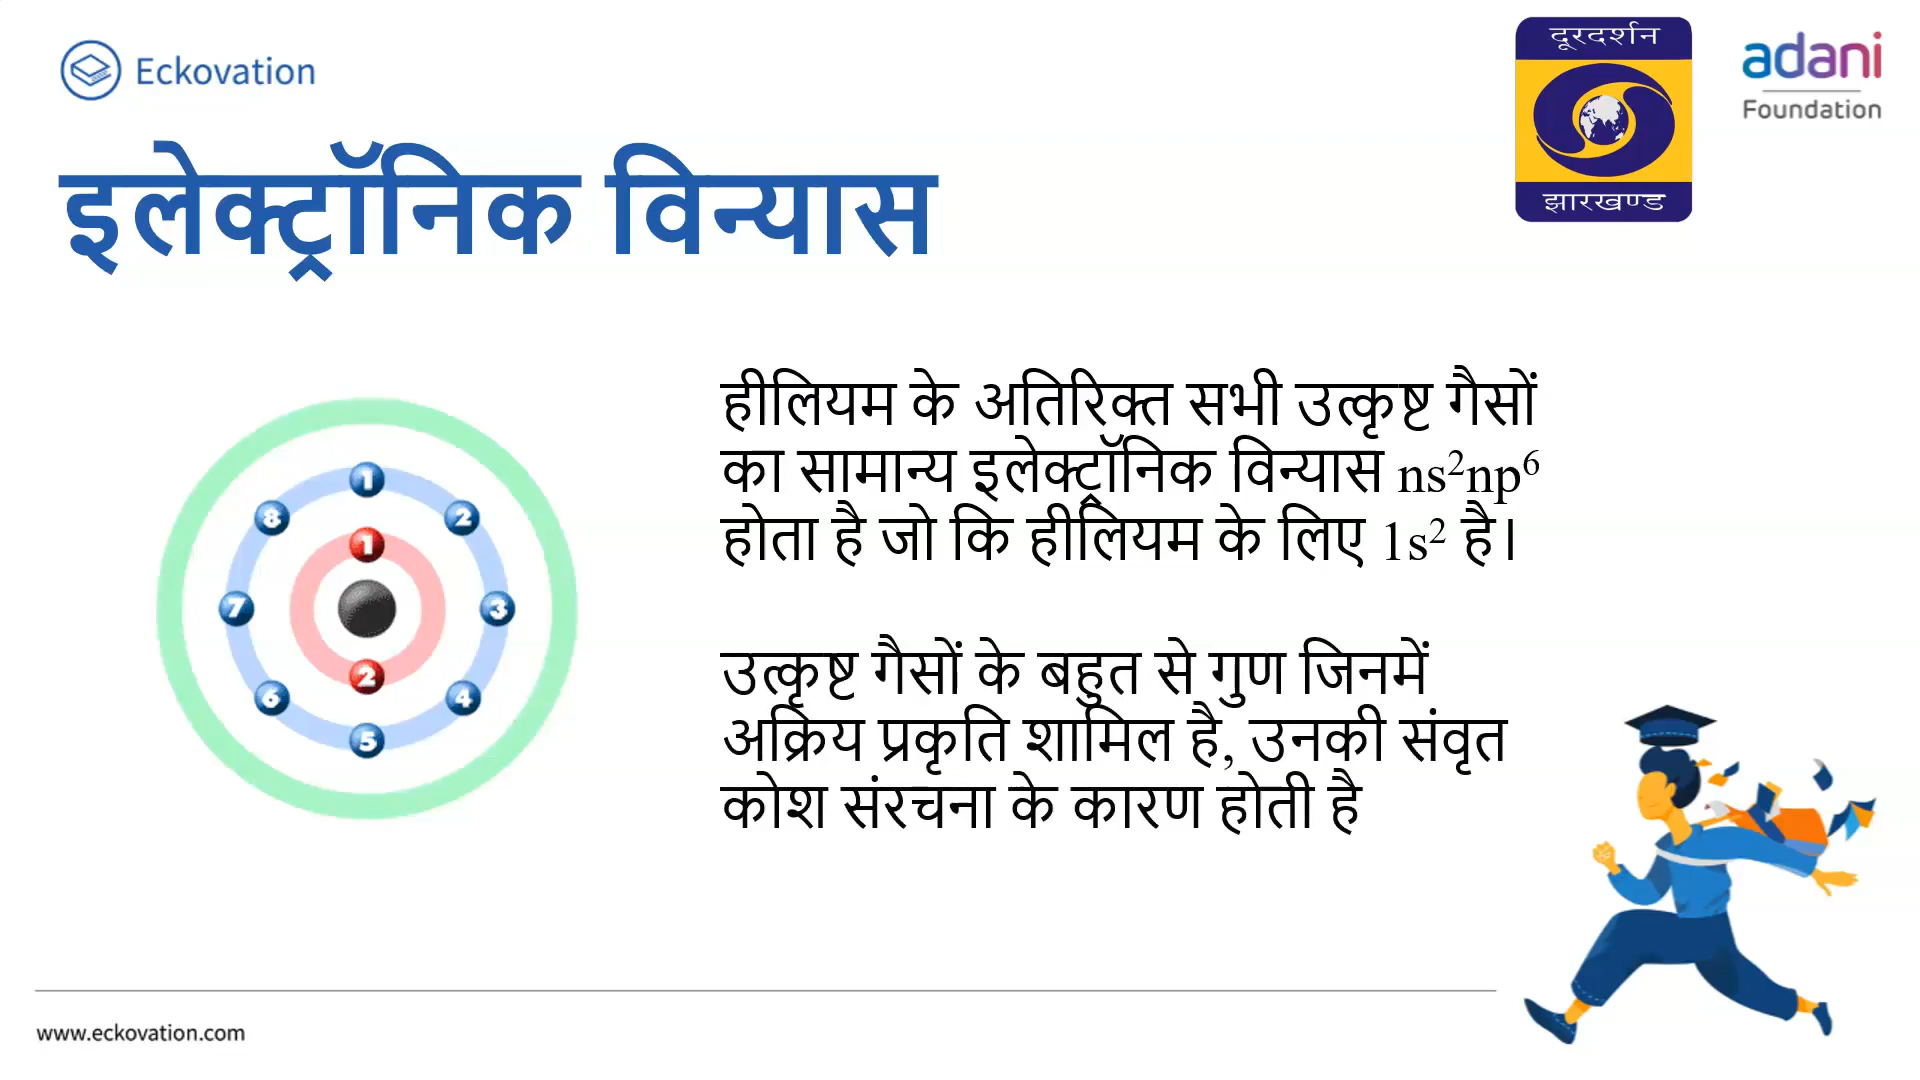 Eckovation
दूरदर्शन
झारखण्ड
adani
Foundation
इलेक्ट्रॉनिक विन्यास
हीलियम के अतिरिक्त सभी उत्कृष्ट गैसों
का सामान्य इलेक्ट्रॉनिक विन्यास ns²np⁶
होता है जो कि हीलियम के लिए 1s² है।
उत्कृष्ट गैसों के बहुत से गुण जिनमें
अक्रिय प्रकृति शामिल है, उनकी संवृत
कोश संरचना के कारण होती है
1
2
3
4
5
6
7
8
1
2
www.eckovation.com